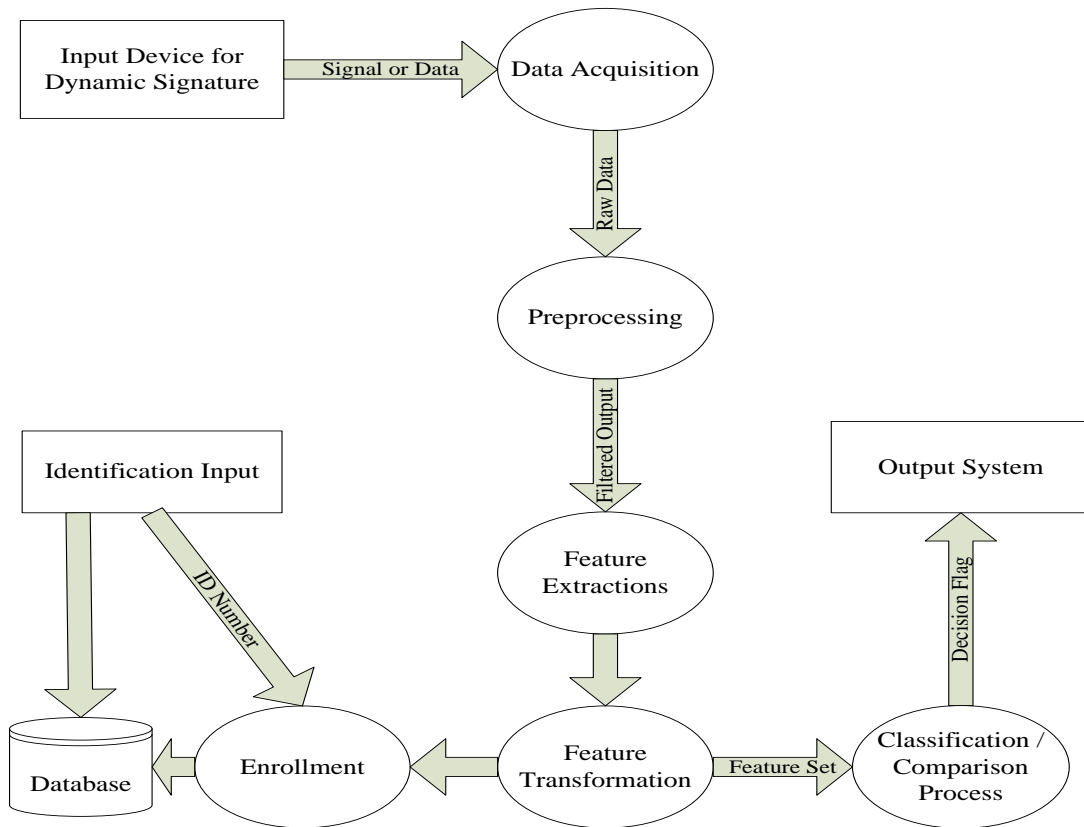 Input Device for
Dynamic Signature
Signal or Data
Data Acquisition
Raw Data
Preprocessing
Filtered Output
Identification Input
Output System
ID Number
Feature
Extractions
Decision Flag
Database
Enrollment
Feature
Transformation
Feature Set
Classification /
Comparison
Process